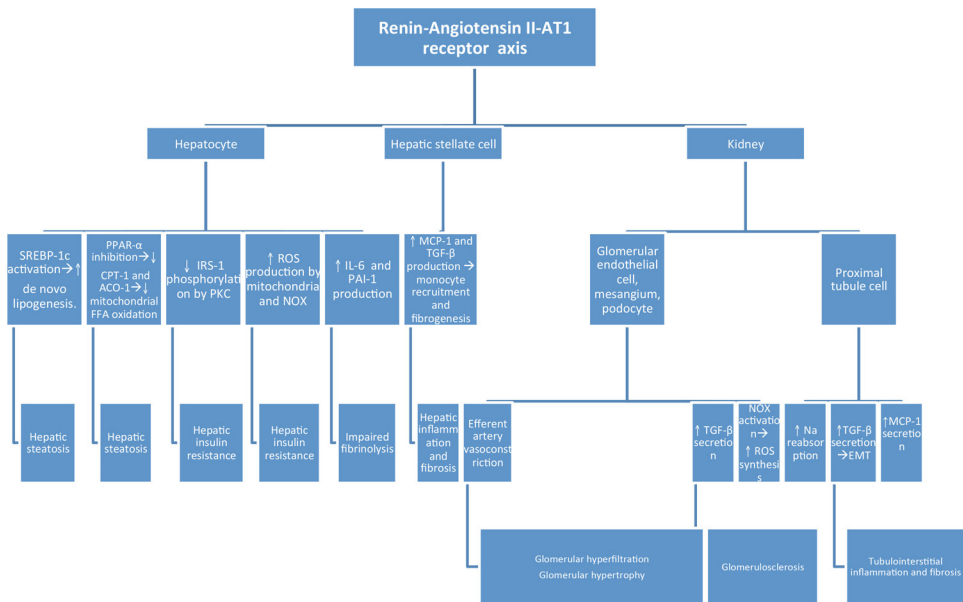 Renin-Angiotensin II-AT1
receptor axis
Hepatocyte
Hepatic stellate cell
Kidney
SREBP-1c
activation→ ↑
de novo
lipogenesis.
PPAR-α
inhibition→↓
CPT-1 and
ACO-1→↓
mitochondrial
FFA oxidation
↓ IRS-1
phosphorylati
on by PKC
↑ ROS
production by
mitochondria
and NOX
↑ IL-6 and
PAI-1
production
↑ MCP-1 and
TGF-β
production →
monocyte
recruitment
and
fibrogenesis
Glomerular
endothelial
cell,
mesangium,
podocyte
Proximal
tubule cell
Hepatic
steatosis
Hepatic
steatosis
Hepatic
insulin
resistance
Hepatic
insulin
resistance
Impaired
fibrinolysis
Hepatic
inflamm
ation
and
fibrosis
Efferent
artery
vasoconst
riction
↑ TGF-β
secretio
n
NOX
activatio
n→
↑ ROS
synthesi
s
↑ Na
reabsor
ption
↑TGF-β
secretion
→EMT
↑MCP-1
secretio
n
Glomerular hyperfiltration
Glomerular hypertrophy
Glomerulosclerosis
Tubulointerstitial
inflammation and fibrosis